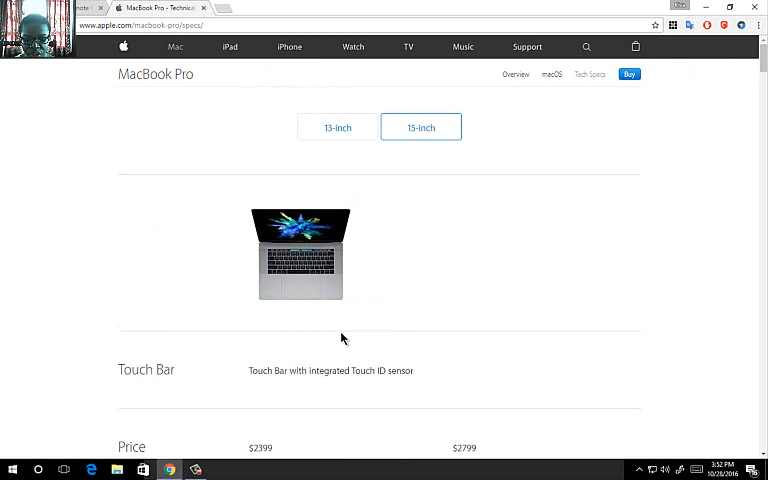 MacBook Pro - Technical
www.apple.com/macbook-pro/specs/
Mac iPad iPhone Watch TV Music Support
MacBook Pro
Overview macOS Tech Specs Buy
13-inch 15-inch
Touch Bar Touch Bar with integrated Touch ID sensor
Price $2399 $2799
3:52 PM
10/28/2016